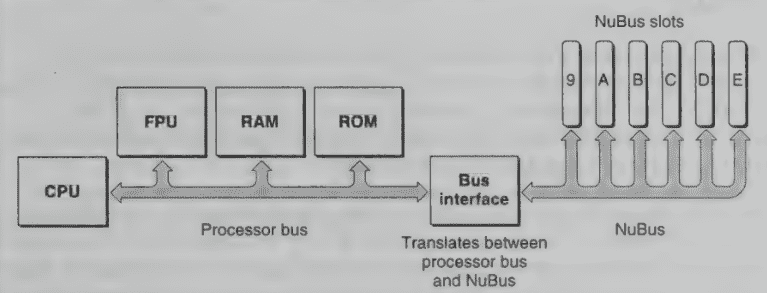 NuBus slots
9 A B C D E
FPU RAM ROM
CPU
Bus
interface
Processor bus
NuBus
Translates between
processor bus
and NuBus